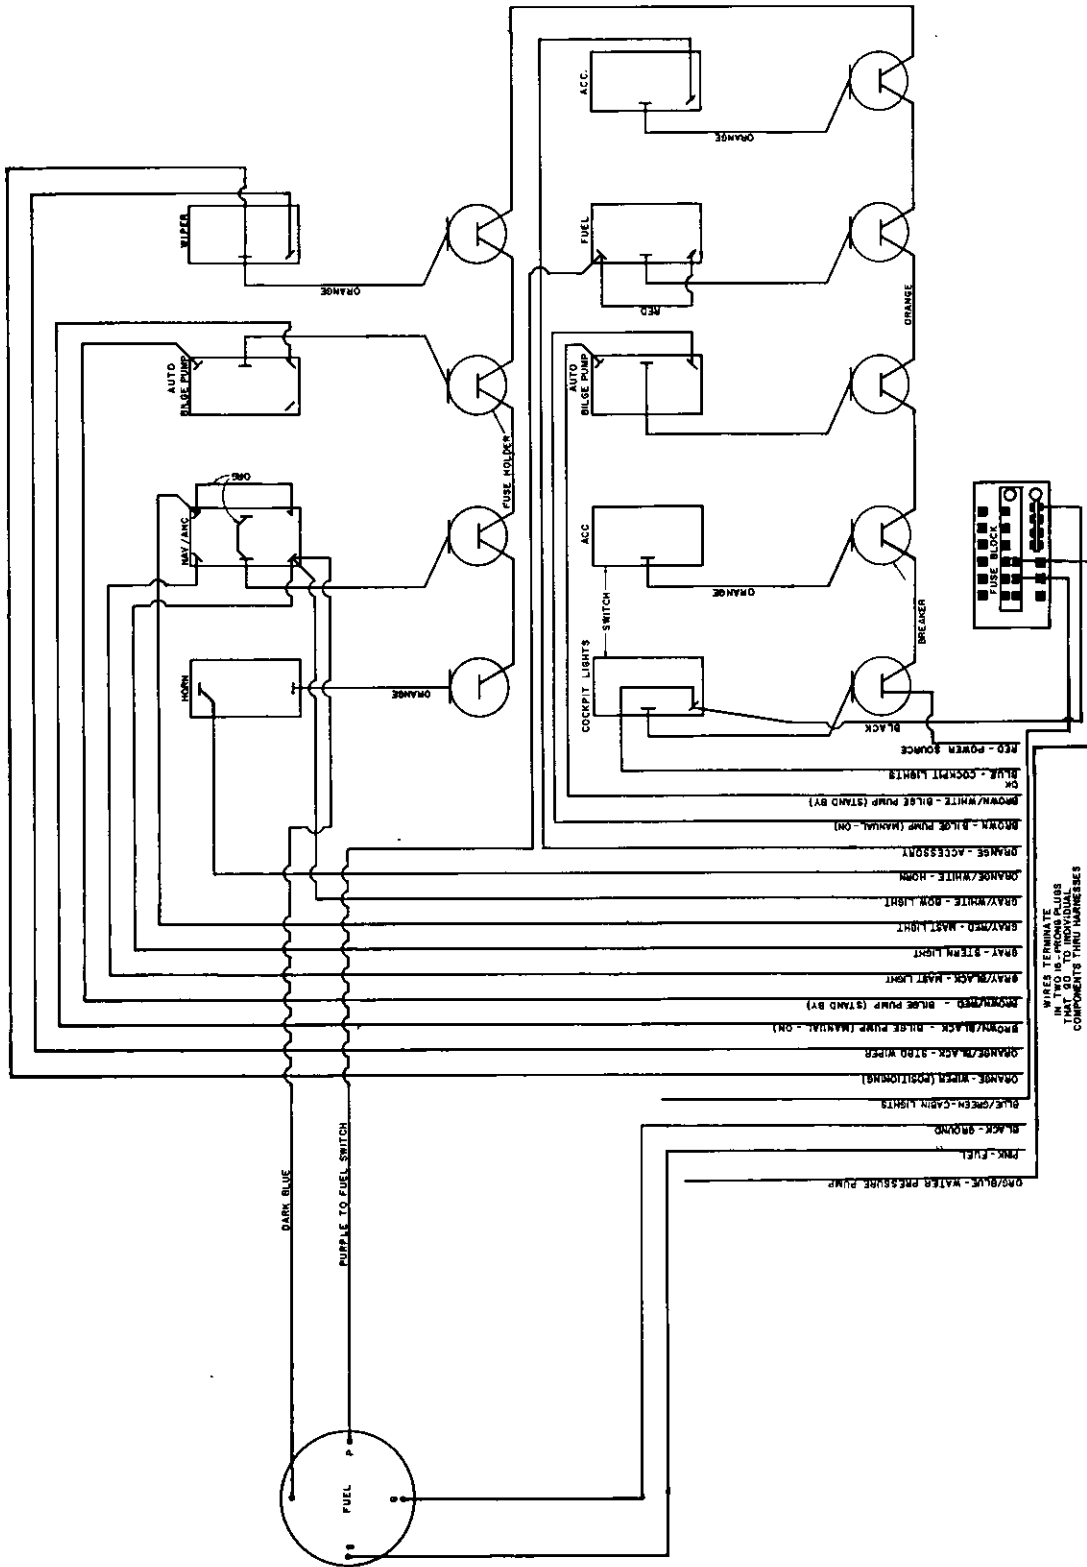 WIPER
ORANGE
AUTO
BILGE PUMP
NAV/ANC
ORG
HORN
ORANGE
FUSE HOLDER
ACC.
ORANGE
FUEL
RED
ORANGE
AUTO
BILGE PUMP
ACC
ORANGE
SWITCH
COCKPIT LIGHTS
BLACK
BREAKER
FUSE BLOCK
RED - POWER SOURCE
BLUE - COCKPIT LIGHTS
DK
BROWN/WHITE - BILGE PUMP (STAND BY)
BROWN - BILGE PUMP (MANUAL - ON)
ORANGE - ACCESSORY
ORANGE/WHITE - HORN
GRAY/WHITE - BOW LIGHT
GRAY/RED - MAST LIGHT
GRAY - STERN LIGHT
GRAY/BLACK - MAST LIGHT
BROWN/RED - BILGE PUMP (STAND BY)
BROWN/BLACK - BILGE PUMP (MANUAL - ON)
ORANGE/BLACK - STBD WIPER
ORANGE - WIPER (POSITIONING)
BLUE/GREEN - CABIN LIGHTS
BLACK - GROUND
PINK - FUEL
ORG/BLUE - WATER PRESSURE PUMP
WIRES TERMINATE
IN TWO 16-PRONG PLUGS
THAT GO TO INDIVIDUAL
COMPONENTS THRU HARNESSES
DARK BLUE
PURPLE TO FUEL SWITCH
FUEL
P